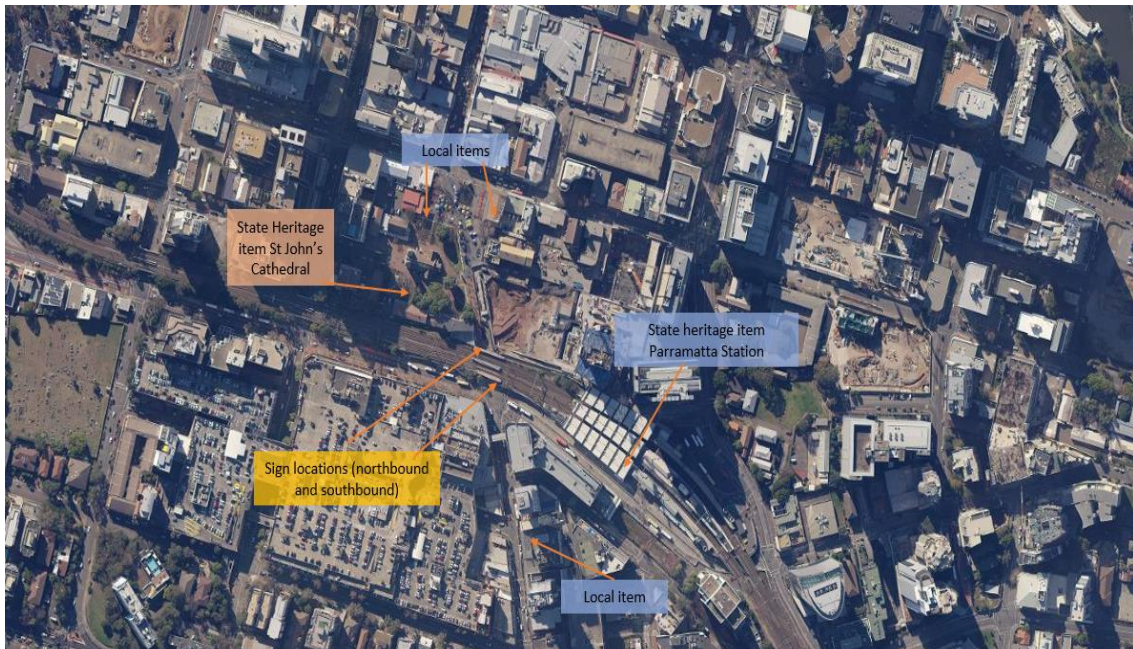 Local items
State Heritage
item St John’s
Cathedral
State heritage item
Parramatta Station
Sign locations (northbound
and southbound)
Local item